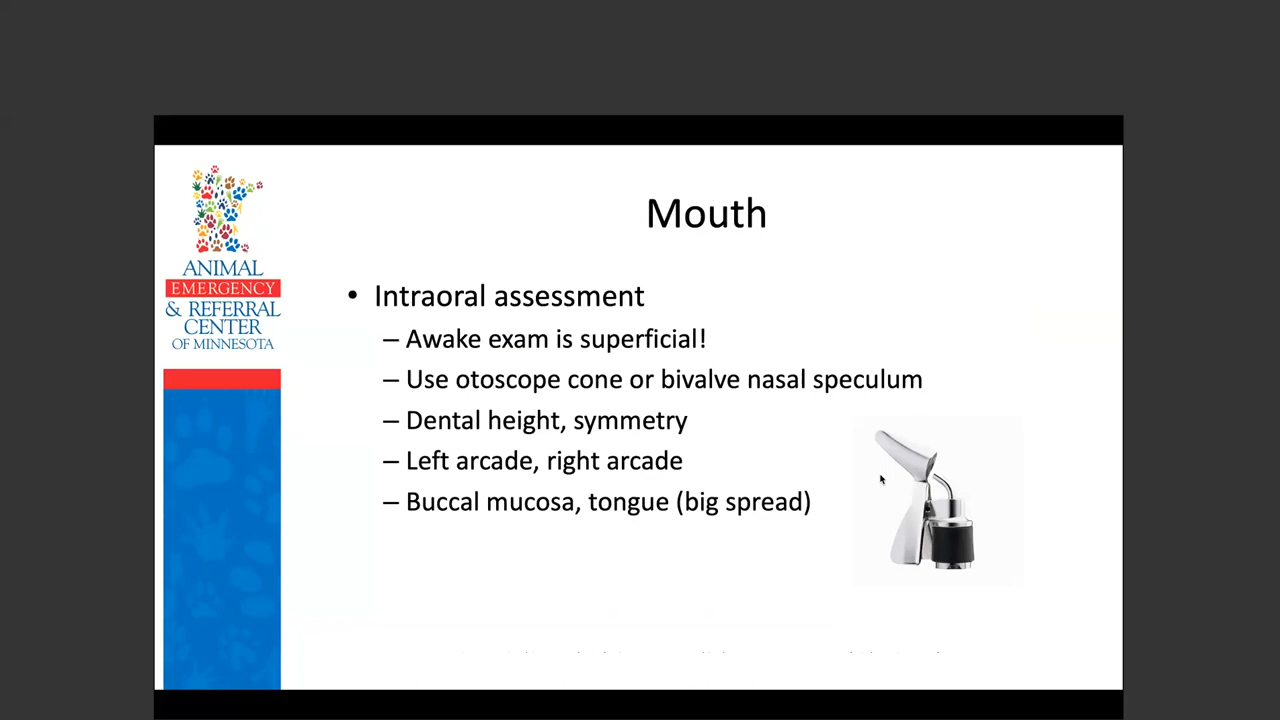 ANIMAL
EMERGENCY
& REFERRAL
CENTER
OF MINNESOTA
Mouth
• Intraoral assessment
– Awake exam is superficial!
– Use otoscope cone or bivalve nasal speculum
– Dental height, symmetry
– Left arcade, right arcade
– Buccal mucosa, tongue (big spread)